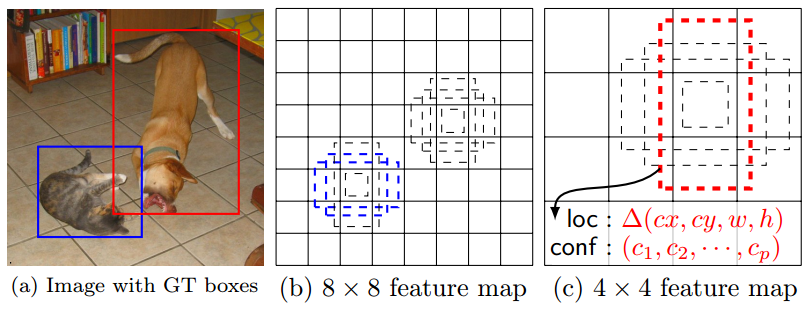 loc : Δ(cx, cy, w, h)
conf : (c₁, c₂, ⋯, cₚ)
(a) Image with GT boxes
(b) 8 × 8 feature map
(c) 4 × 4 feature map